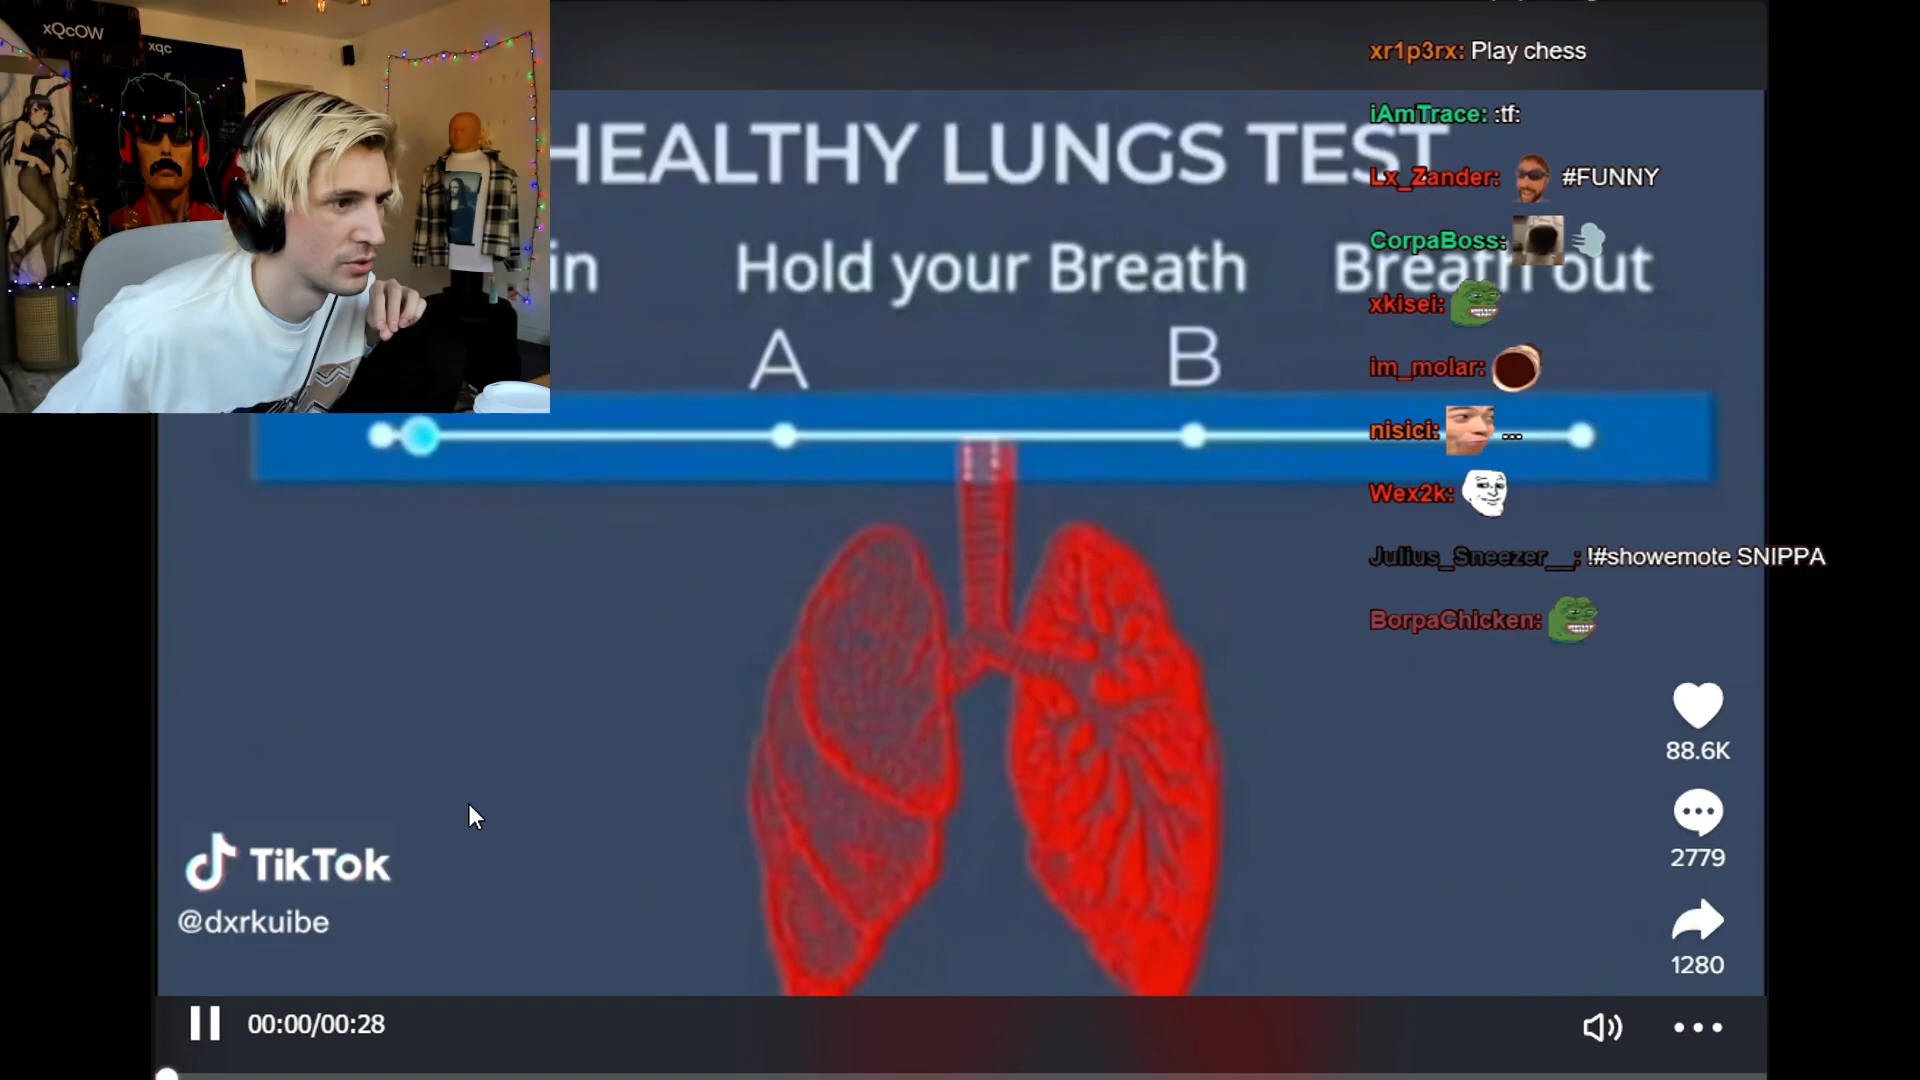 xQcOW
xqc
xr1p3rx: Play chess
iAmTrace: :tf:
HEALTHY LUNGS TEST
Lx_Zander: #FUNNY
CorpaBoss:
in
Hold your Breath
Breath out
xkisei:
A
B
im_molar:
nisici: ...
Wex2k:
Julius_Sneezer__: !#showemote SNIPPA
BorpaChicken:
88.6K
2779
TikTok
@dxrkuibe
1280
00:00/00:28